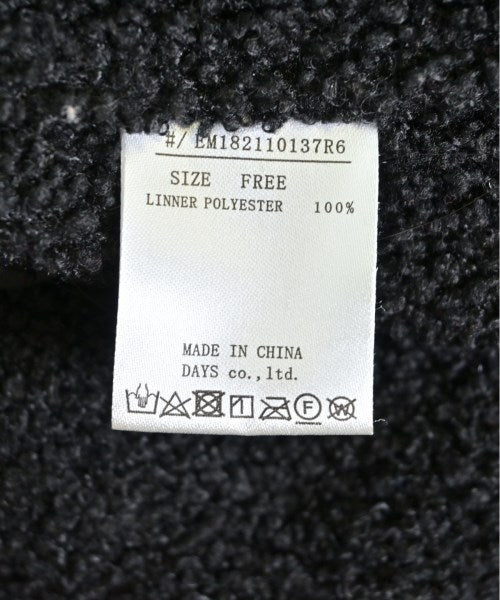 #/ EM182110137R6
SIZE FREE
LINNER POLYESTER 100%
MADE IN CHINA
DAYS co.,ltd.
F W